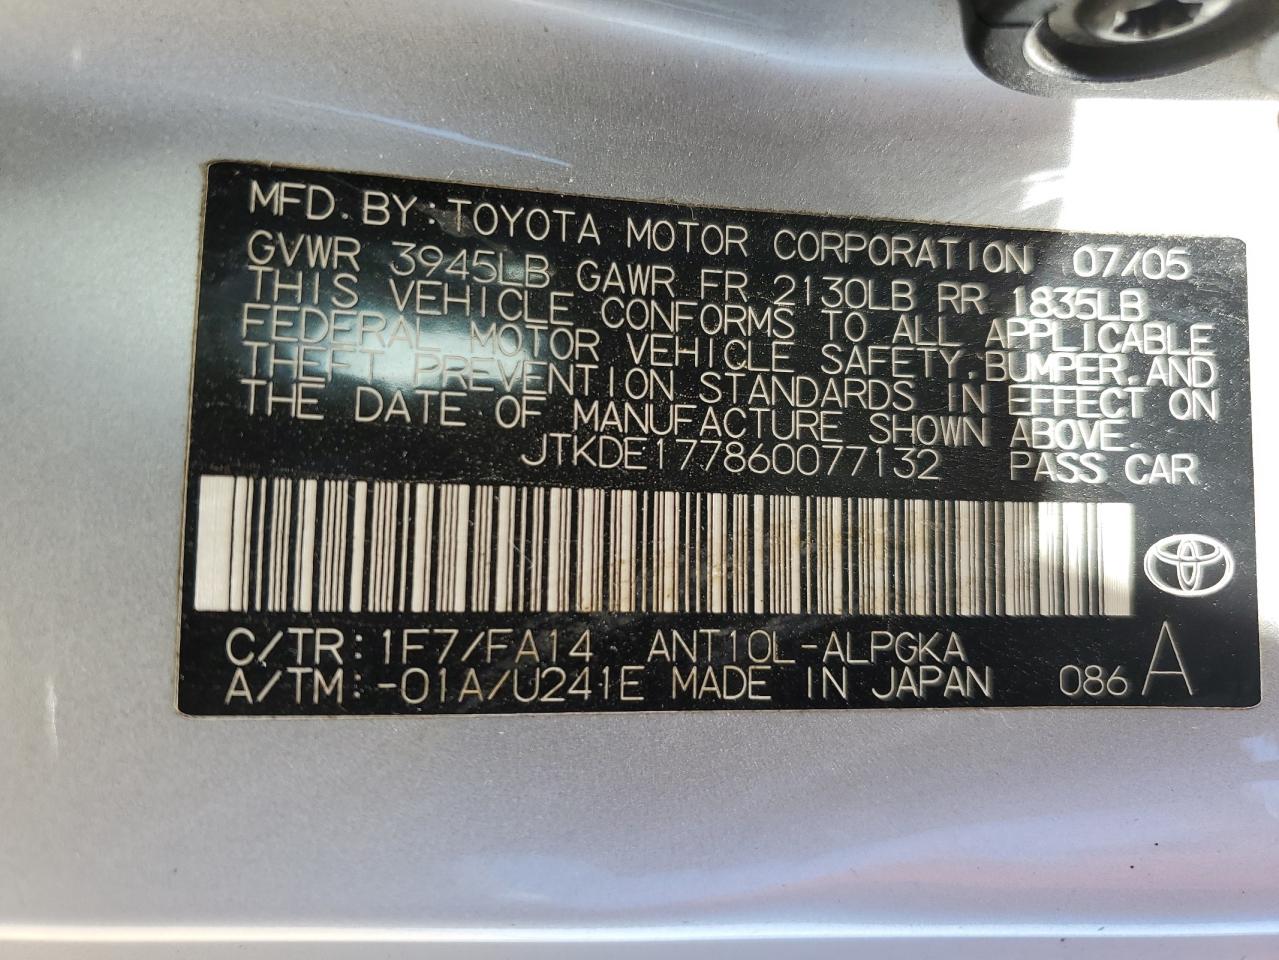 MFD. BY: TOYOTA MOTOR CORPORATION 07/05
GVWR 3945LB GAWR FR 2130LB RR 1835LB
THIS VEHICLE CONFORMS TO ALL APPLICABLE
FEDERAL MOTOR VEHICLE SAFETY, BUMPER, AND
THEFT PREVENTION STANDARDS IN EFFECT ON
THE DATE OF MANUFACTURE SHOWN ABOVE.
JTKDE177860077132 PASS CAR
C/TR: 1F7/FA14 ANT10L-ALPGKA
A/TM: -01A/U241E MADE IN JAPAN 086 A